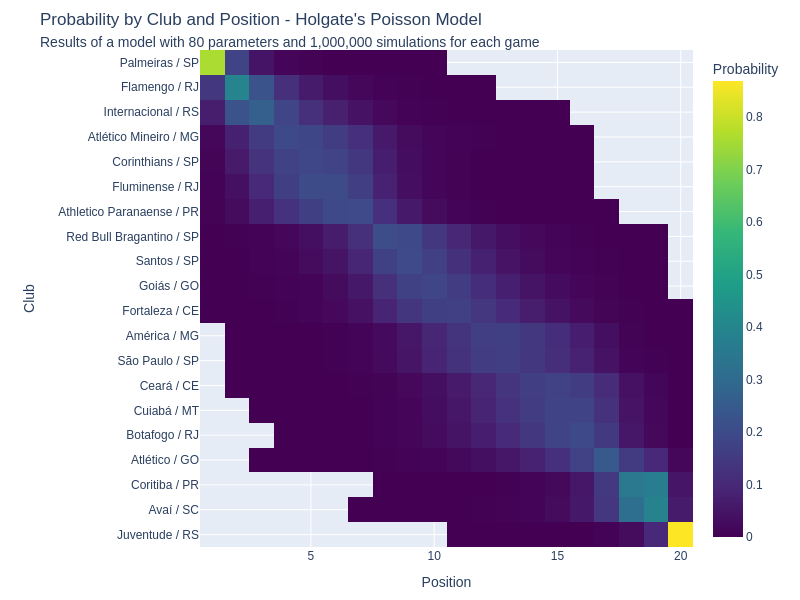 Probability by Club and Position - Holgate's Poisson Model
Results of a model with 80 parameters and 1,000,000 simulations for each game
Probability
Club
Palmeiras / SP
Flamengo / RJ
Internacional / RS
Atlético Mineiro / MG
Corinthians / SP
Fluminense / RJ
Athletico Paranaense / PR
Red Bull Bragantino / SP
Santos / SP
Goiás / GO
Fortaleza / CE
América / MG
São Paulo / SP
Ceará / CE
Cuiabá / MT
Botafogo / RJ
Atlético / GO
Coritiba / PR
Avaí / SC
Juventude / RS
0.8
0.7
0.6
0.5
0.4
0.3
0.2
0.1
0
5
10
15
20
Position